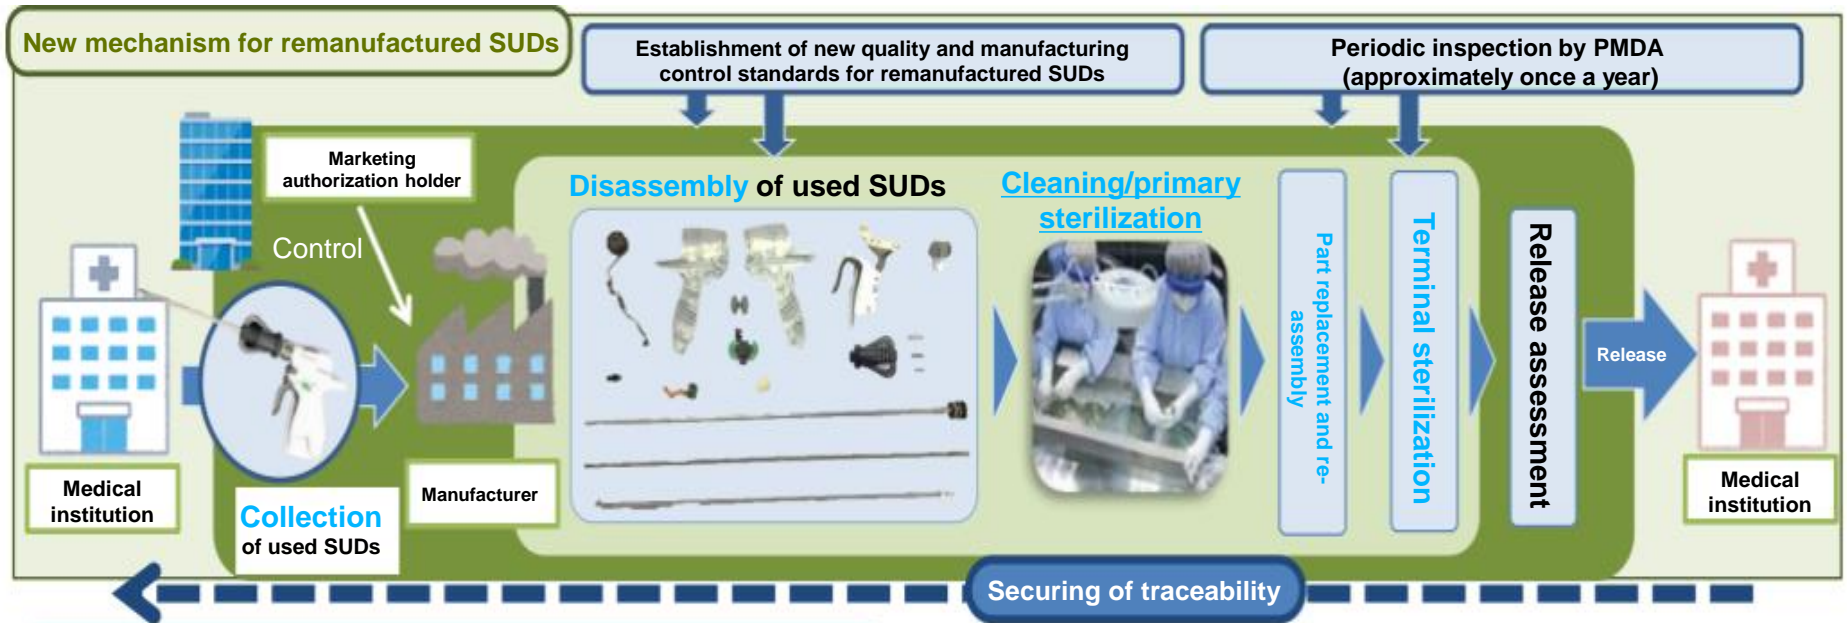 New mechanism for remanufactured SUDs
Establishment of new quality and manufacturing
control standards for remanufactured SUDs
Periodic inspection by PMDA
(approximately once a year)
Marketing
authorization holder
Control
Medical
institution
Collection
of used SUDs
Manufacturer
Disassembly of used SUDs
Cleaning/primary
sterilization
Part replacement and re-
assembly
Terminal sterilization
Release assessment
Release
Medical
institution
Securing of traceability